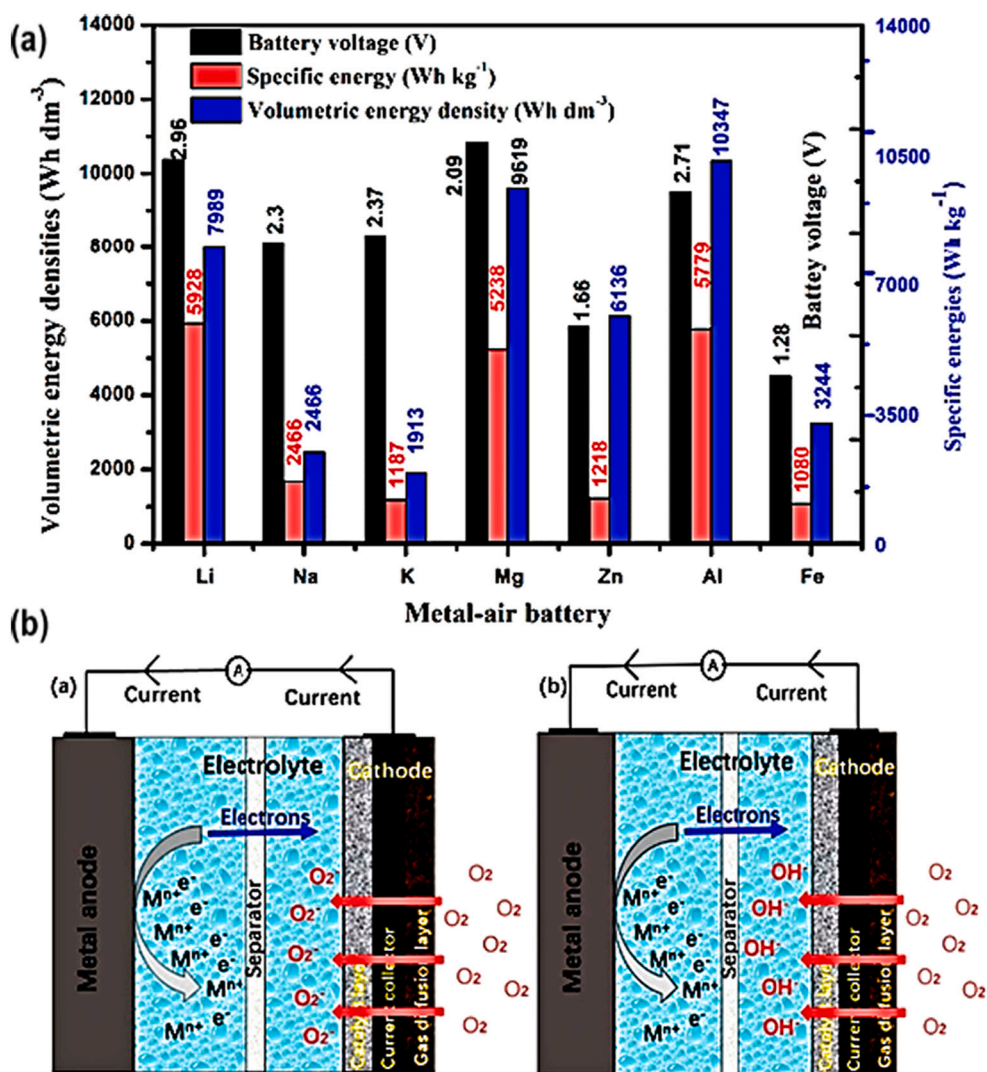 (a)
14000
12000
10000
8000
6000
4000
2000
0
Volumetric energy densities (Wh dm⁻³)
Battery voltage (V)
Specific energy (Wh kg⁻¹)
Volumetric energy density (Wh dm⁻³)
2.96
5928
7989
2.3
2466
2466
2.37
1187
1913
2.09
5238
9619
1.66
1218
6136
2.71
5779
10347
1.28
1080
3244
Battey voltage (V)
14000
10500
7000
3500
0
Specific energies (Wh kg⁻¹)
Li Na K Mg Zn Al Fe
Metal-air battery
(b)
(a)
A
Current
Current
Metal anode
Electrolyte
Separator
Cathode
Electrons
Mⁿ⁺ e⁻
e⁻
Mⁿ⁺ e⁻
Mⁿ⁺ e⁻
Mⁿ⁺ e⁻
Mⁿ⁺
O₂⁻
O₂⁻
O₂⁻
O₂⁻
O₂⁻
Catalyst layer
Current collector
Gas diffusion layer
O₂
O₂
O₂
O₂
O₂
O₂
O₂
(b)
A
Current
Current
Metal anode
Electrolyte
Separator
Cathode
Electrons
Mⁿ⁺ e⁻
e⁻
Mⁿ⁺ e⁻
Mⁿ⁺ e⁻
Mⁿ⁺ e⁻
Mⁿ⁺
OH⁻
OH⁻
OH⁻
OH⁻
OH⁻
Catalyst layer
Current collector
Gas diffusion layer
O₂
O₂
O₂
O₂
O₂
O₂
O₂